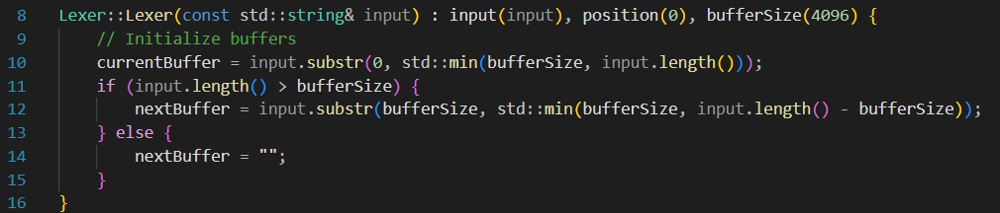 8 Lexer::Lexer(const std::string& input) : input(input), position(0), bufferSize(4096) {
9     // Initialize buffers
10     currentBuffer = input.substr(0, std::min(bufferSize, input.length()));
11     if (input.length() > bufferSize) {
12         nextBuffer = input.substr(bufferSize, std::min(bufferSize, input.length() - bufferSize));
13     } else {
14         nextBuffer = "";
15     }
16 }